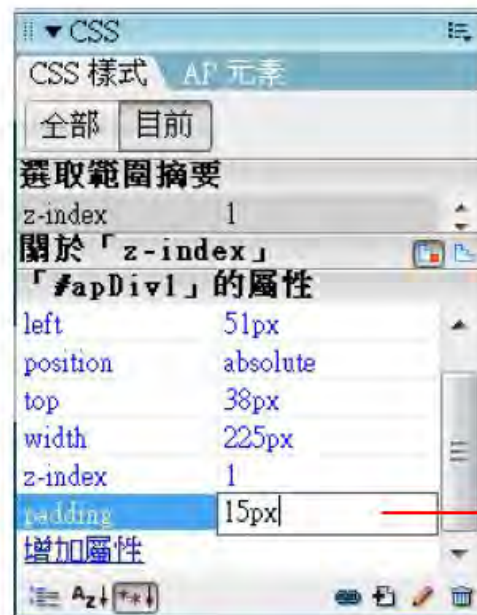 CSS
CSS 樣式 AP 元素
全部 目前
選取範圍摘要
z-index 1
關於「z-index」
「#apDiv1」的屬性
left 51px
position absolute
top 38px
width 225px
z-index 1
padding 15px
增加屬性
AZ↓ **↓